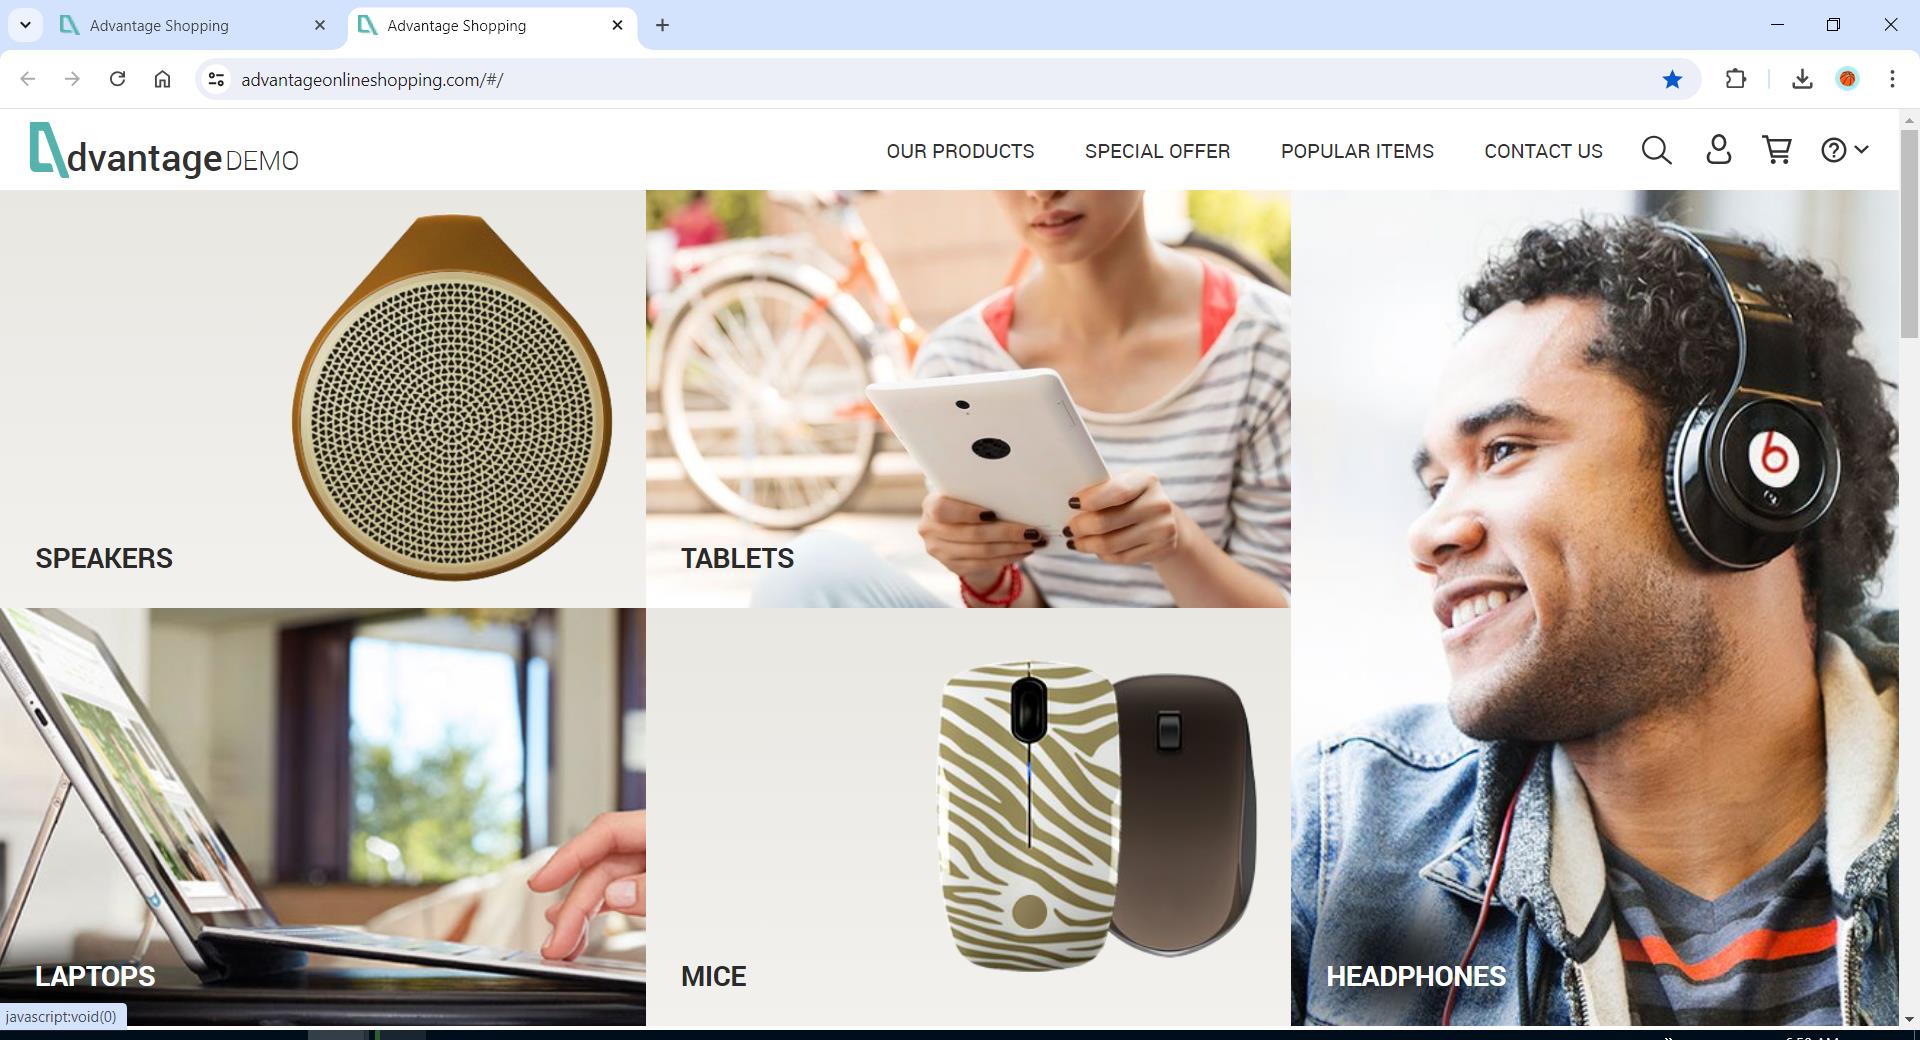 Advantage Shopping
Advantage Shopping
advantageonlineshopping.com/#/
dvantage DEMO
OUR PRODUCTS
SPECIAL OFFER
POPULAR ITEMS
CONTACT US
SPEAKERS
TABLETS
LAPTOPS
MICE
HEADPHONES
javascript:void(0)